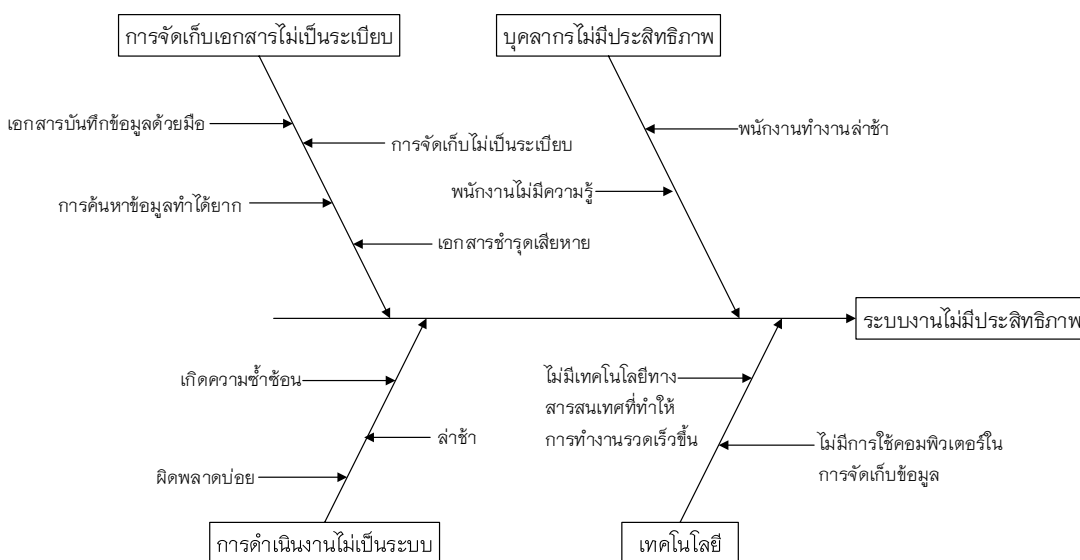 การจัดเก็บเอกสารไม่เป็นระเบียบ
บุคลากรไม่มีประสิทธิภาพ
เอกสารบันทึกข้อมูลด้วยมือ
การจัดเก็บไม่เป็นระเบียบ
พนักงานทำงานล่าช้า
การค้นหาข้อมูลทำได้ยาก
พนักงานไม่มีความรู้
เอกสารชำรุดเสียหาย
ระบบงานไม่มีประสิทธิภาพ
เกิดความซ้ำซ้อน
ล่าช้า
ผิดพลาดบ่อย
ไม่มีเทคโนโลยีทาง
สารสนเทศที่ทำให้
การทำงานรวดเร็วขึ้น
ไม่มีการใช้คอมพิวเตอร์ใน
การจัดเก็บข้อมูล
การดำเนินงานไม่เป็นระบบ
เทคโนโลยี